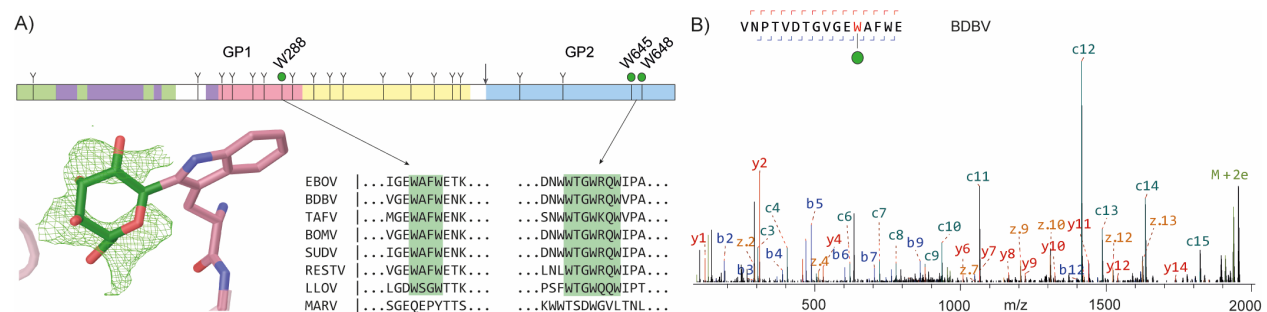 A)
GP1
W288
GP2
W645
W648
EBOV |...IGEWAFWETK... ...DNWWTGWRQWIPA...
BDBV |...VGEWAFWENK... ...DNWWTGWRQWVPA...
TAFV |...MGEWAFWENK... ...SNWWTGWKQWVPA...
BOMV |...VGEWAFWENK... ...DNWWTGWRQWIPA...
SUDV |...IGEWAFWENK... ...DNWWTGWRQWIPA...
RESTV |...VGEWAFWETK... ...LNLWTGWRQWIPA...
LLOV |...LGDWSGWTTK... ...PSFWTGWQQWIPT...
MARV |...SGEQEPYTTS... ...KWWTSDWGVLTNL...
B)
VNPTVDTGVGEWAFWE
BDBV
y1
b2
b3
z.2
y2
c3
c4
b4
b5
z.4
y4
b6
c6
b7
c7
c8
b9
c9
c10
y6
z.7
c11
y7
y8
z.9
y9
z.10
y10
b12
y11
c12
c13
z.12
y12
c14
z.13
y14
c15
M+2e
500
1000
m/z
1500
2000